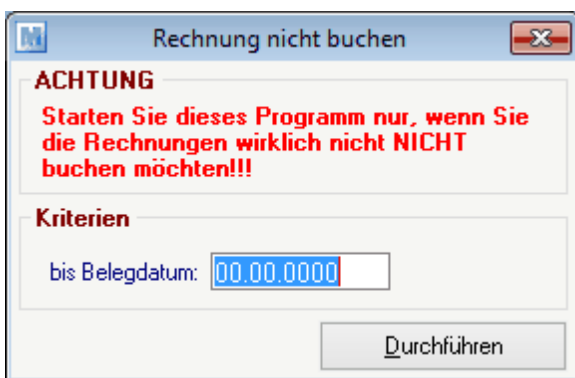 M
Rechnung nicht buchen
ACHTUNG
Starten Sie dieses Programm nur, wenn Sie
die Rechnungen wirklich nicht NICHT
buchen möchten!!!
Kriterien
bis Belegdatum: 00.00.0000
Durchführen